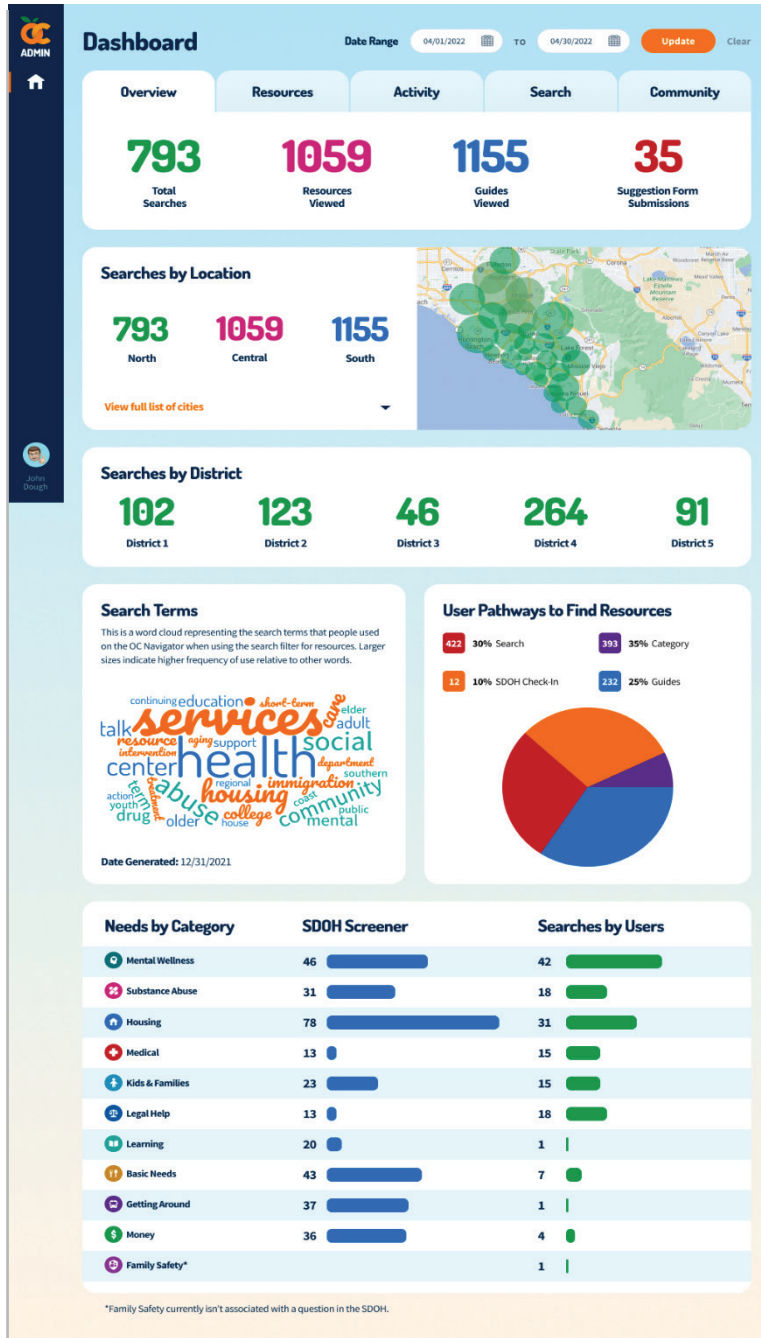 OC
ADMIN
Dashboard
Date Range 04/01/2022 TO 04/30/2022 Update Clear
Overview Resources Activity Search Community
793 1059 1155 35
Total Searches
Resources Viewed
Guides Viewed
Suggestion Form Submissions
Searches by Location
793 1059 1155
North Central South
View full list of cities
Corona
Lake Forest
Mission Viejo
John
Dough
Searches by District
102 123 46 264 91
District 1 District 2 District 3 District 4 District 5
Search Terms
This is a word cloud representing the search terms that people used
on the OC Navigator when using the search filter for resources. Larger
sizes indicate higher frequency of use relative to other words.
continuing education short-term care elder
talk services adult
resource aging support social
intervention
center health department
southern
regional immigration
action term treatment abuse housing coast community
youth public
drug older house college mental
Date Generated: 12/31/2021
User Pathways to Find Resources
422 30% Search 393 35% Category
12 10% SDOH Check-In 232 25% Guides
Needs by Category SDOH Screener Searches by Users
Mental Wellness 46 42
Substance Abuse 31 18
Housing 78 31
Medical 13 15
Kids & Families 23 15
Legal Help 13 18
Learning 20 1
Basic Needs 43 7
Getting Around 37 1
Money 36 4
Family Safety* 1
*Family Safety currently isn't associated with a question in the SDOH.